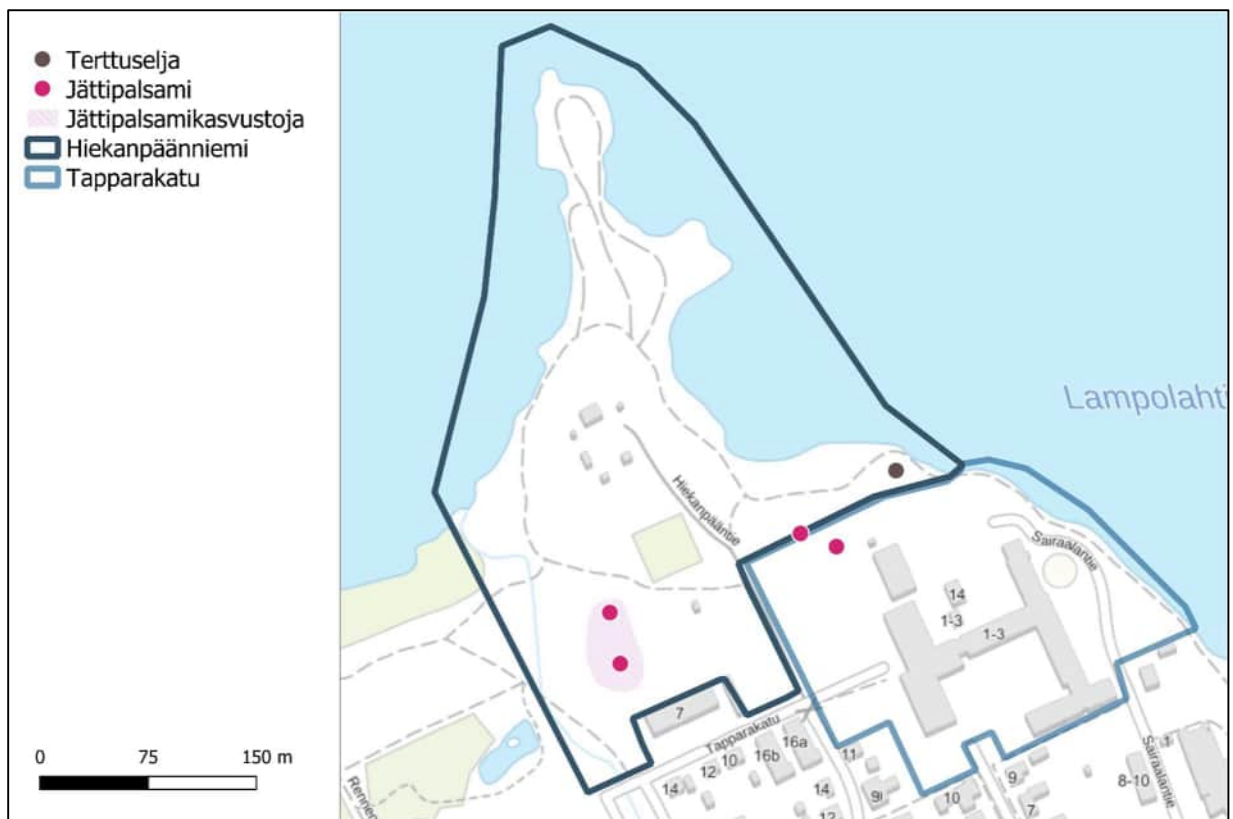 Terttuselja
Jättipalsami
Jättipalsamikasvustoja
Hiekanpäänniemi
Tapparakatu
Lampolahti
Hiekanpääntie
Sairaalantie
14
1-3
1-3
7
Tapparakatu
16a
16b
10
12
14
11
14
9
10
9
7
12
Sairaalantie
1
8-10
0 75 150 m